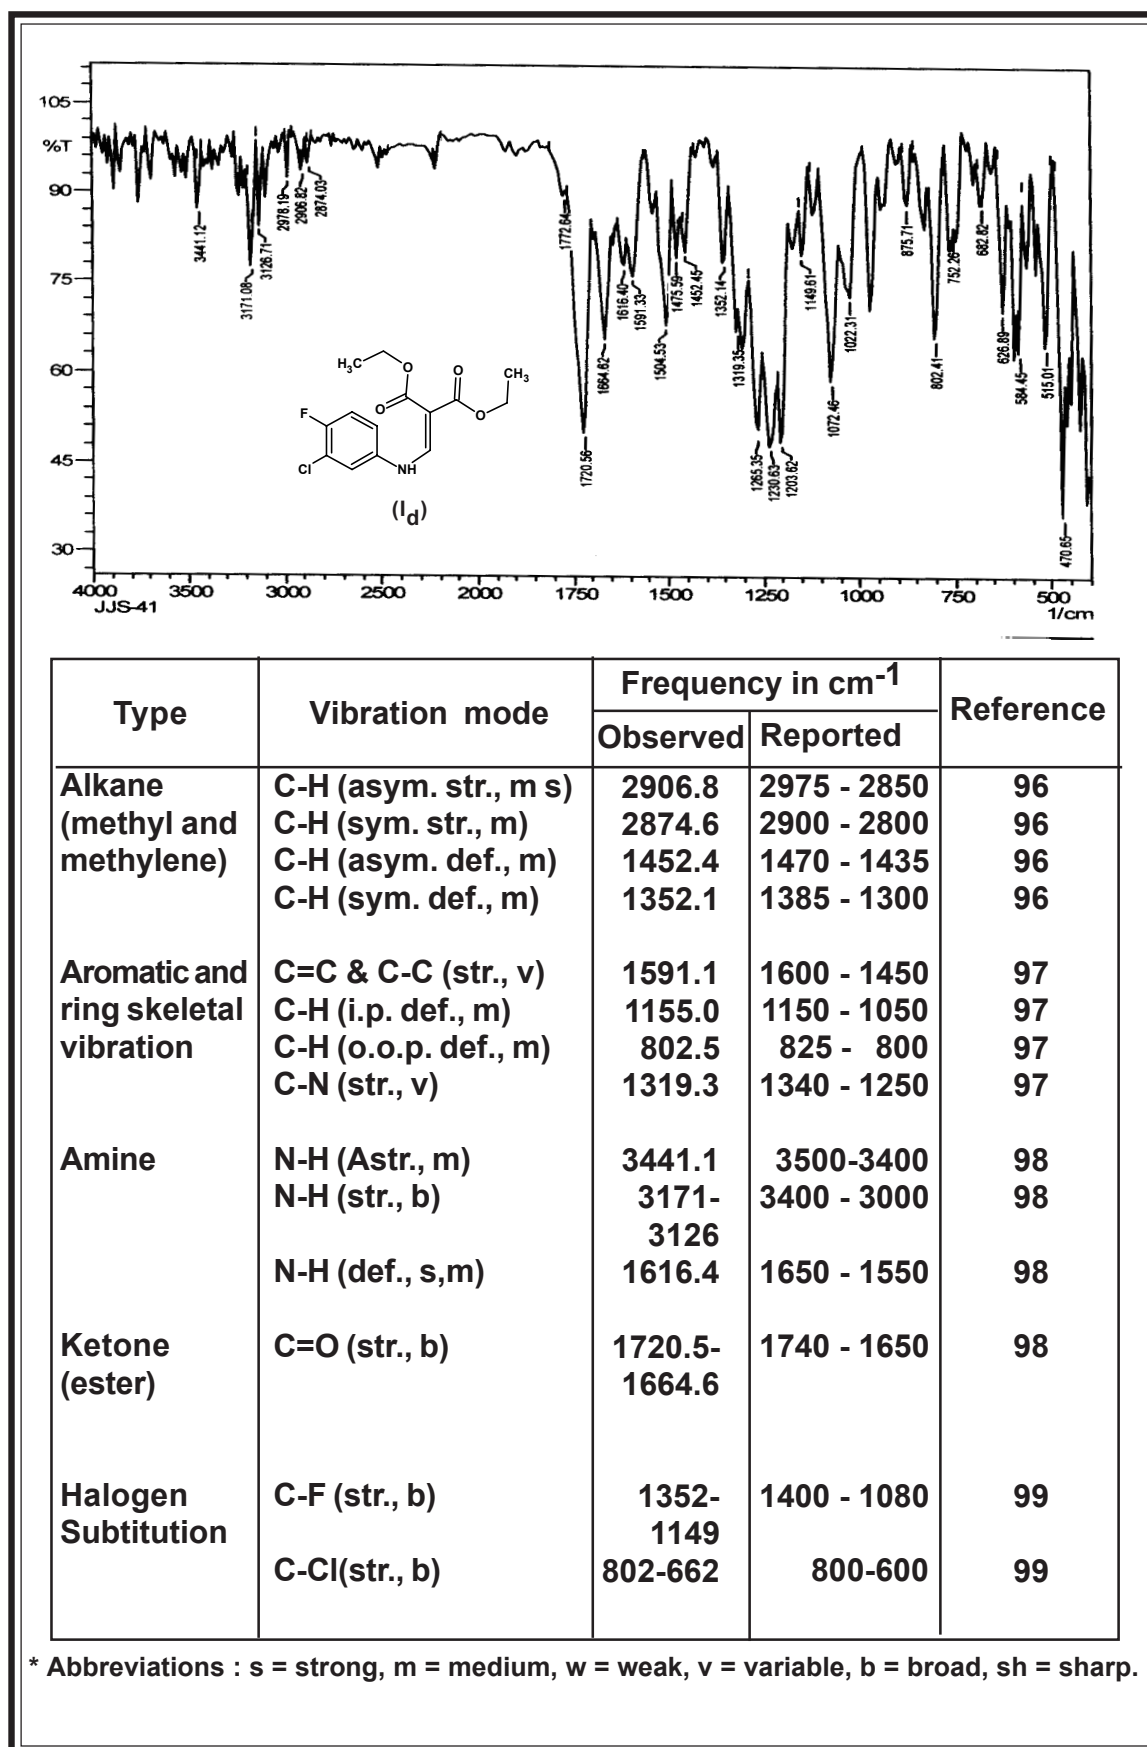 105
%T
90
75
60
45
30
3441.12
3171.08
3126.71
2978.19
2906.82
2874.03
1772.64
1720.56
1664.62
1616.40
1591.33
1504.53
1475.59
1452.45
1352.14
1319.35
1265.35
1230.63
1203.62
1149.61
1072.46
1022.31
875.71
802.41
752.26
682.82
626.89
584.45
515.01
470.65
H3C
O
O
O
O
CH3
F
Cl
NH
(Id)
4000 3500 3000 2500 2000 1750 1500 1250 1000 750 500
JJS-41 1/cm
Type Vibration mode Frequency in cm-1 Reference
Observed Reported
Alkane C-H (asym. str., m s) 2906.8 2975 - 2850 96
(methyl and C-H (sym. str., m) 2874.6 2900 - 2800 96
methylene) C-H (asym. def., m) 1452.4 1470 - 1435 96
C-H (sym. def., m) 1352.1 1385 - 1300 96
Aromatic and C=C & C-C (str., v) 1591.1 1600 - 1450 97
ring skeletal C-H (i.p. def., m) 1155.0 1150 - 1050 97
vibration C-H (o.o.p. def., m) 802.5 825 - 800 97
C-N (str., v) 1319.3 1340 - 1250 97
Amine N-H (Astr., m) 3441.1 3500-3400 98
N-H (str., b) 3171- 3400 - 3000 98
3126
N-H (def., s,m) 1616.4 1650 - 1550 98
Ketone C=O (str., b) 1720.5- 1740 - 1650 98
(ester) 1664.6
Halogen C-F (str., b) 1352- 1400 - 1080 99
Subtitution 1149
C-Cl(str., b) 802-662 800-600 99
* Abbreviations : s = strong, m = medium, w = weak, v = variable, b = broad, sh = sharp.